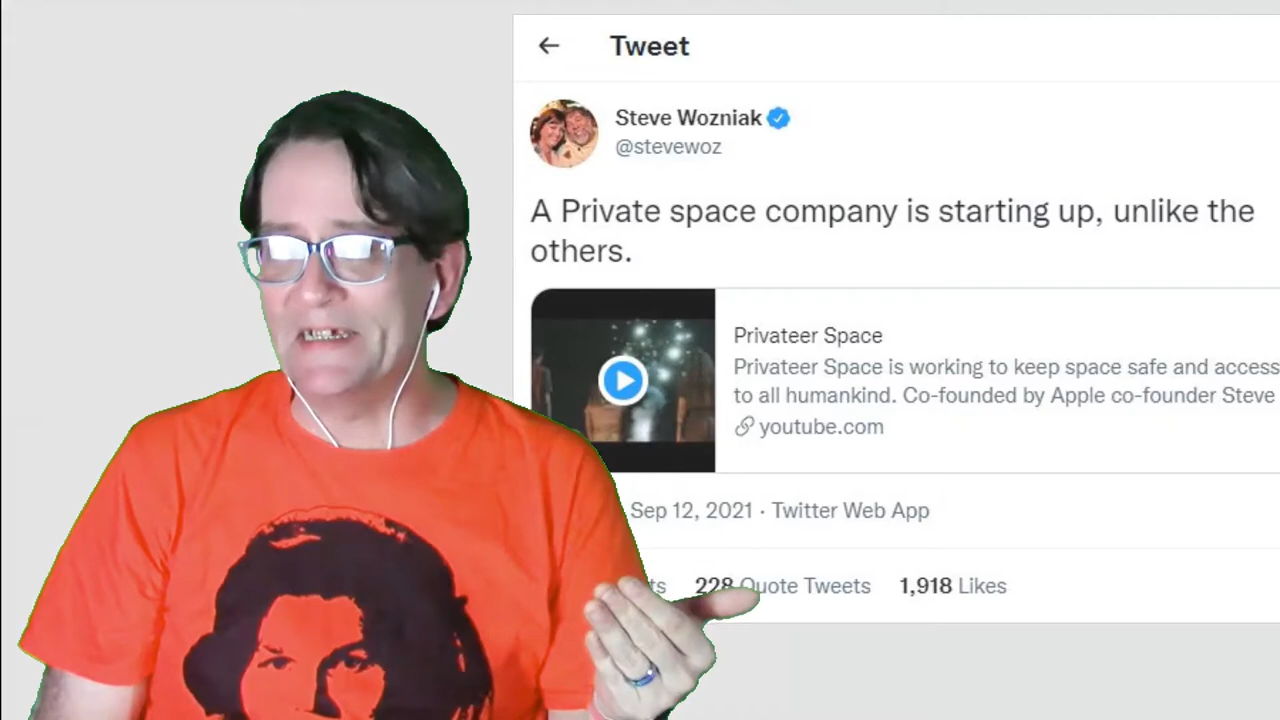 Tweet
Steve Wozniak
@stevewoz
A Private space company is starting up, unlike the
others.
Privateer Space
Privateer Space is working to keep space safe and access
to all humankind. Co-founded by Apple co-founder Steve
youtube.com
Sep 12, 2021 · Twitter Web App
ts 228 Quote Tweets 1,918 Likes